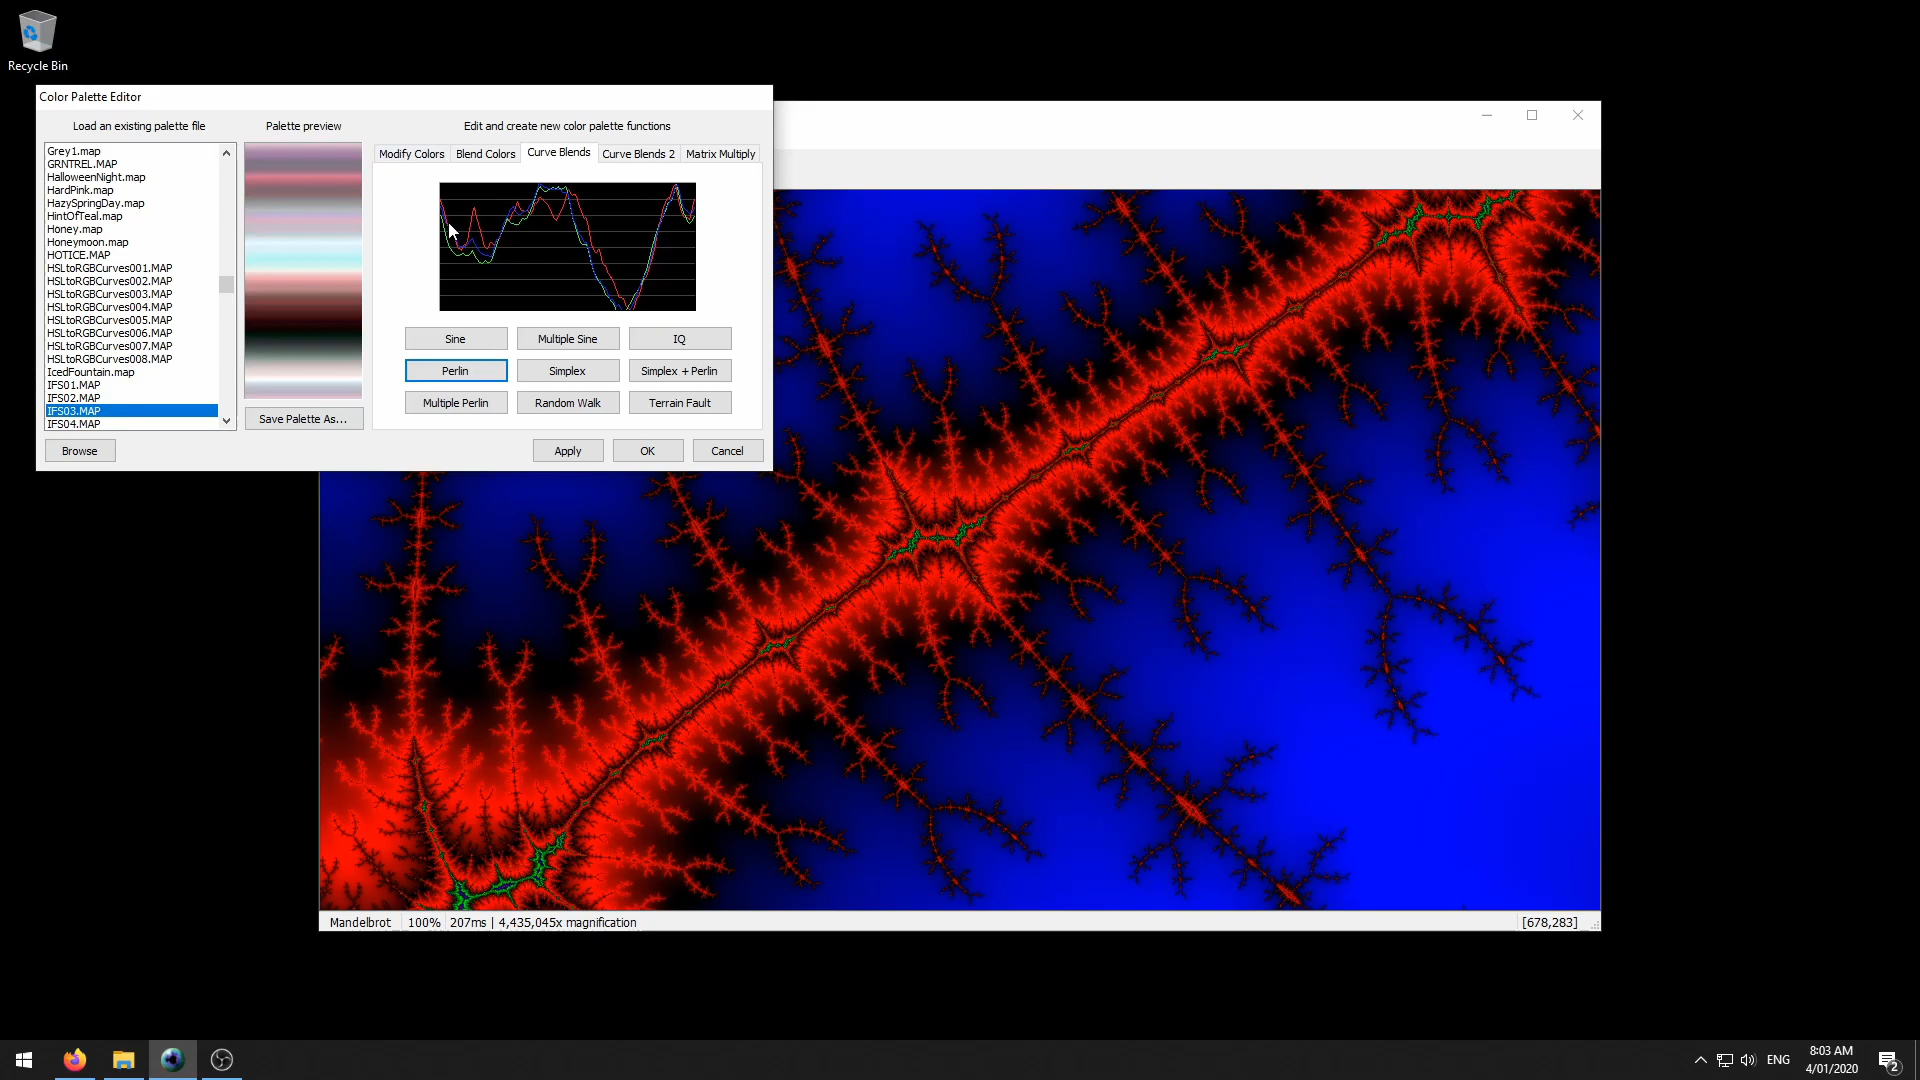 Recycle Bin
Color Palette Editor
Load an existing palette file
Palette preview
Edit and create new color palette functions
Grey1.map
GRNTREL.MAP
HalloweenNight.map
HardPink.map
HazySpringDay.map
HintOfTeal.map
Honey.map
Honeymoon.map
HOTICE.MAP
HSLtoRGBCurves001.MAP
HSLtoRGBCurves002.MAP
HSLtoRGBCurves003.MAP
HSLtoRGBCurves004.MAP
HSLtoRGBCurves005.MAP
HSLtoRGBCurves006.MAP
HSLtoRGBCurves007.MAP
HSLtoRGBCurves008.MAP
IcedFountain.map
IFS01.MAP
IFS02.MAP
IFS03.MAP
IFS04.MAP
Browse
Save Palette As...
Modify Colors Blend Colors Curve Blends Curve Blends 2 Matrix Multiply
Sine Multiple Sine IQ
Perlin Simplex Simplex + Perlin
Multiple Perlin Random Walk Terrain Fault
Apply OK Cancel
Mandelbrot 100% 207ms | 4,435,045x magnification [678,283]
ENG
8:03 AM
4/01/2020
2